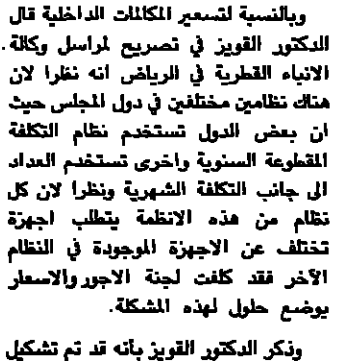 وبالنسبة لتسعير المكالمات الداخلية قال
الدكتور القويز في تصريح لمراسل وكالة
الانباء القطرية في الرياض انه نظرا لان
هناك نظامين مختلفين في دول المجلس حيث
ان بعض الدول تستخدم نظام التكلفة
المقطوعة السنوية واخرى تستخدم العداد
الى جانب التكلفة الشهرية ونظرا لان كل
نظام من هذه الانظمة يتطلب اجهزة
تختلف عن الاجهزة الموجودة في النظام
الآخر فقد كلفت لجنة الاجور والاسعار
بوضع حلول لهذه المشكلة.
وذكر الدكتور القويز بأنه قد تم تشكيل